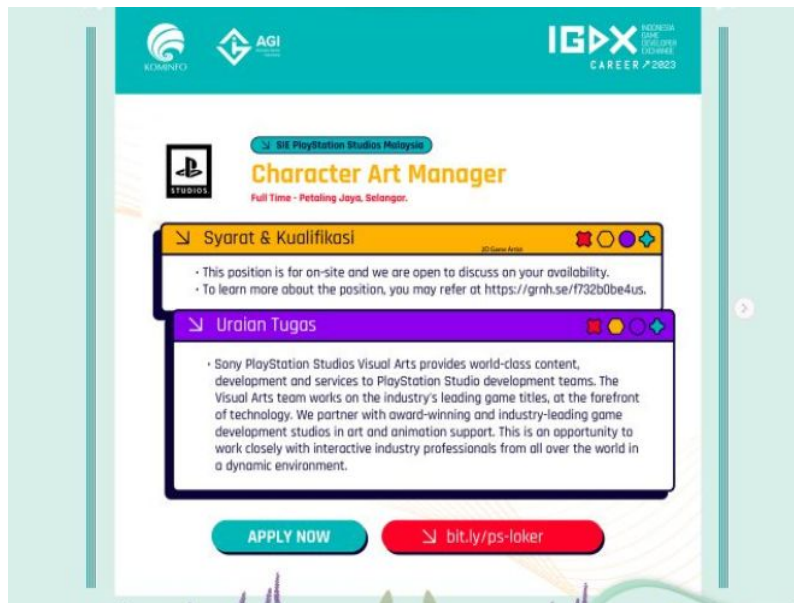 KOMINFO
AGI
IGDX
INDONESIA
GAME
DEVELOPER
EXCHANGE
CAREER↗2023
STUDIOS.
↘ SIE PlayStation Studios Malaysia
Character Art Manager
Full Time - Petaling Jaya, Selangor.
↘ Syarat & Kualifikasi
2D Game Artist
• This position is for on-site and we are open to discuss on your availability.
• To learn more about the position, you may refer at https://grnh.se/f732b0be4us.
↘ Uraian Tugas
• Sony PlayStation Studios Visual Arts provides world-class content,
development and services to PlayStation Studio development teams. The
Visual Arts team works on the industry's leading game titles, at the forefront
of technology. We partner with award-winning and industry-leading game
development studios in art and animation support. This is an opportunity to
work closely with interactive industry professionals from all over the world in
a dynamic environment.
APPLY NOW
↘ bit.ly/ps-loker